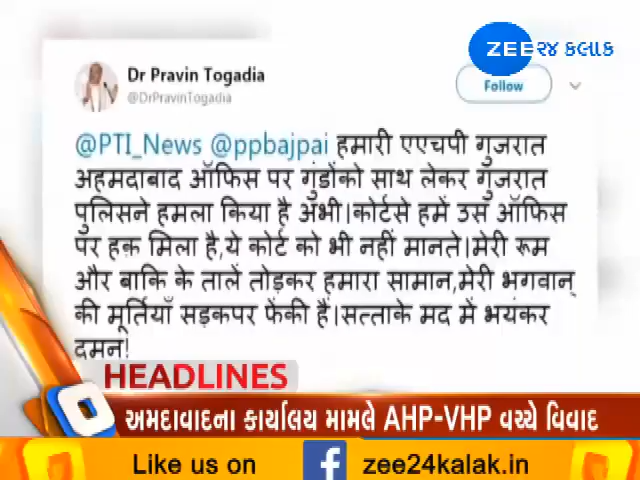 ZEE ૨૪ કલાક
Dr Pravin Togadia
@DrPravinTogadia
Follow
@PTI_News @ppbajpai हमारी एएचपी गुजरात
अहमदाबाद ऑफिस पर गुंडोंको साथ लेकर गुजरात
पुलिसने हमला किया है अभी।कोर्टसे हमें उस ऑफिस
पर हक़ मिला है,ये कोर्ट को भी नहीं मानते।मेरी रूम
और बाकि के तालें तोड़कर हमारा सामान,मेरी भगवान्
की मूर्तियाँ सड़कपर फेंकी हैं।सत्ताके मद में भयंकर
दमन!
HEADLINES
અમદાવાદના કાર્યાલય મામલે AHP-VHP વચ્ચે વિવાદ
Like us on f zee24kalak.in